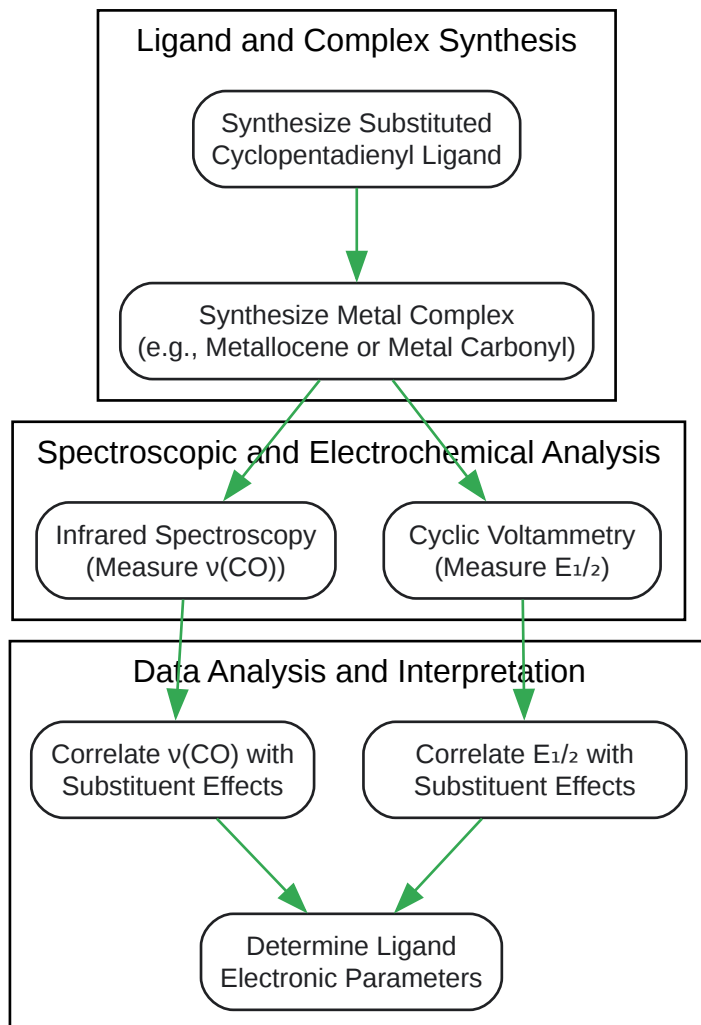 Ligand and Complex Synthesis
Synthesize Substituted
Cyclopentadienyl Ligand
Synthesize Metal Complex
(e.g., Metallocene or Metal Carbonyl)
Spectroscopic and Electrochemical Analysis
Infrared Spectroscopy
(Measure ν(CO))
Cyclic Voltammetry
(Measure E₁/₂)
Data Analysis and Interpretation
Correlate ν(CO) with
Substituent Effects
Correlate E₁/₂ with
Substituent Effects
Determine Ligand
Electronic Parameters